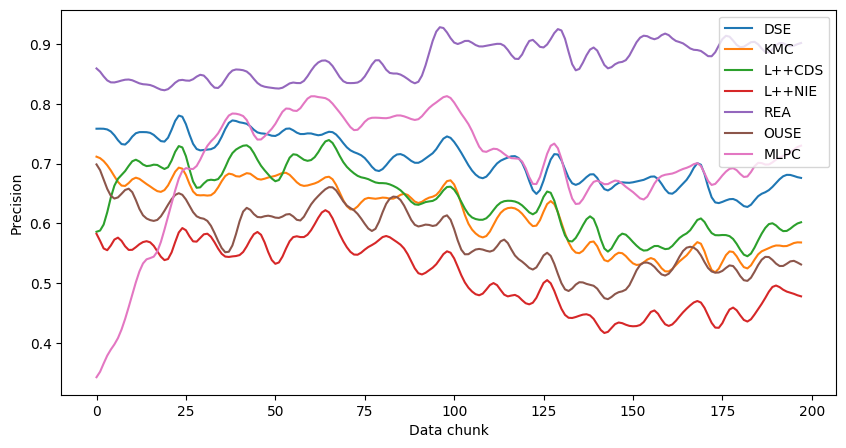 0.9
0.8
0.7
0.6
0.5
0.4
Precision
0
25
50
75
100
125
150
175
200
Data chunk
DSE
KMC
L++CDS
L++NIE
REA
OUSE
MLPC